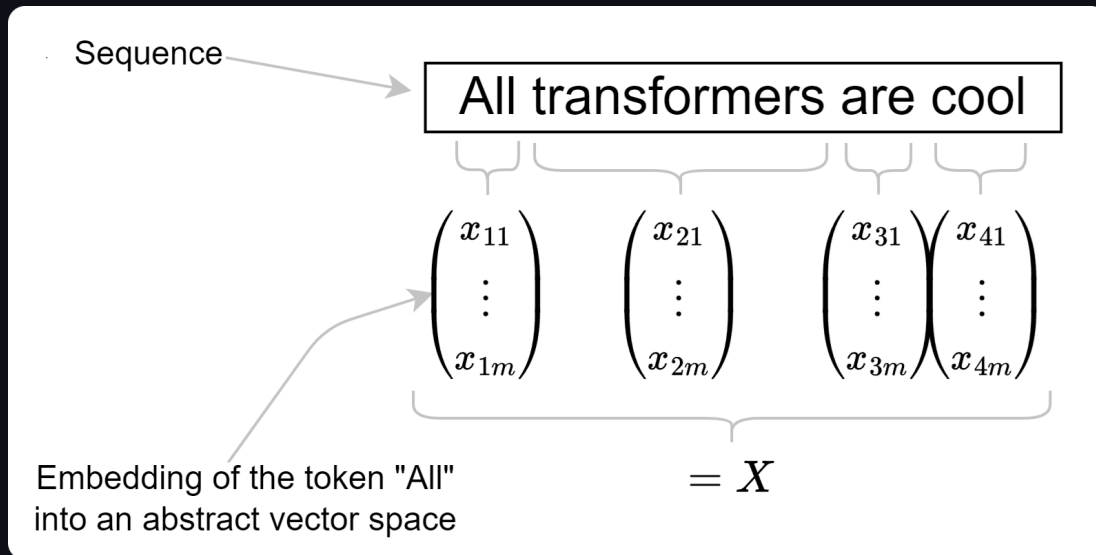 Sequence
All transformers are cool
x₁₁ x₂₁ x₃₁ x₄₁
⋮ ⋮ ⋮ ⋮
x₁ₘ x₂ₘ x₃ₘ x₄ₘ
= X
Embedding of the token "All"
into an abstract vector space